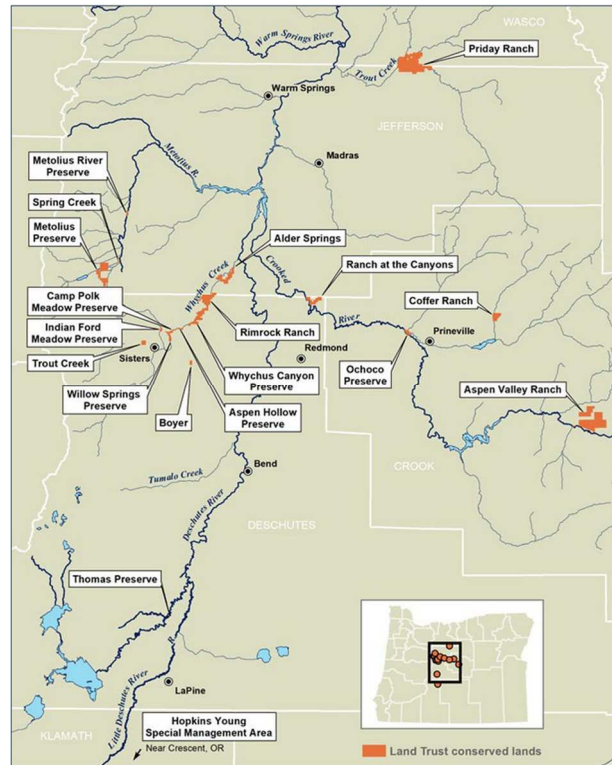 WASCO
Warm Springs River
Priday Ranch
Trout Creek
Warm Springs
JEFFERSON
Metolius River
Preserve
Metolius R.
Madras
Spring Creek
Metolius
Preserve
Alder Springs
Whychus Creek
Crooked
River
Ranch at the Canyons
Camp Polk
Meadow Preserve
Coffer Ranch
Indian Ford
Meadow Preserve
Rimrock Ranch
Prineville
Sisters
Redmond
Trout Creek
Ochoco
Preserve
Whychus Canyon
Preserve
Willow Springs
Preserve
Aspen Valley Ranch
Boyer
Aspen Hollow
Preserve
Bend
CROOK
Tumalo Creek
Deschutes River
DESCHUTES
Thomas Preserve
LaPine
Little Deschutes River
R.
Hopkins Young
Special Management Area
KLAMATH
Near Crescent, OR
Land Trust conserved lands